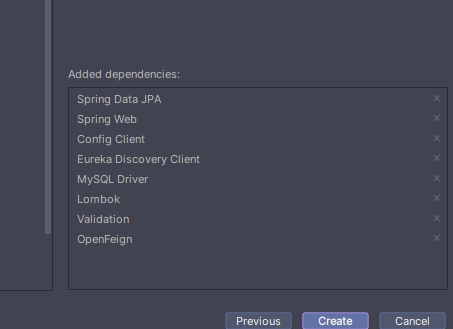 Added dependencies:
Spring Data JPA
Spring Web
Config Client
Eureka Discovery Client
MySQL Driver
Lombok
Validation
OpenFeign
Previous
Create
Cancel